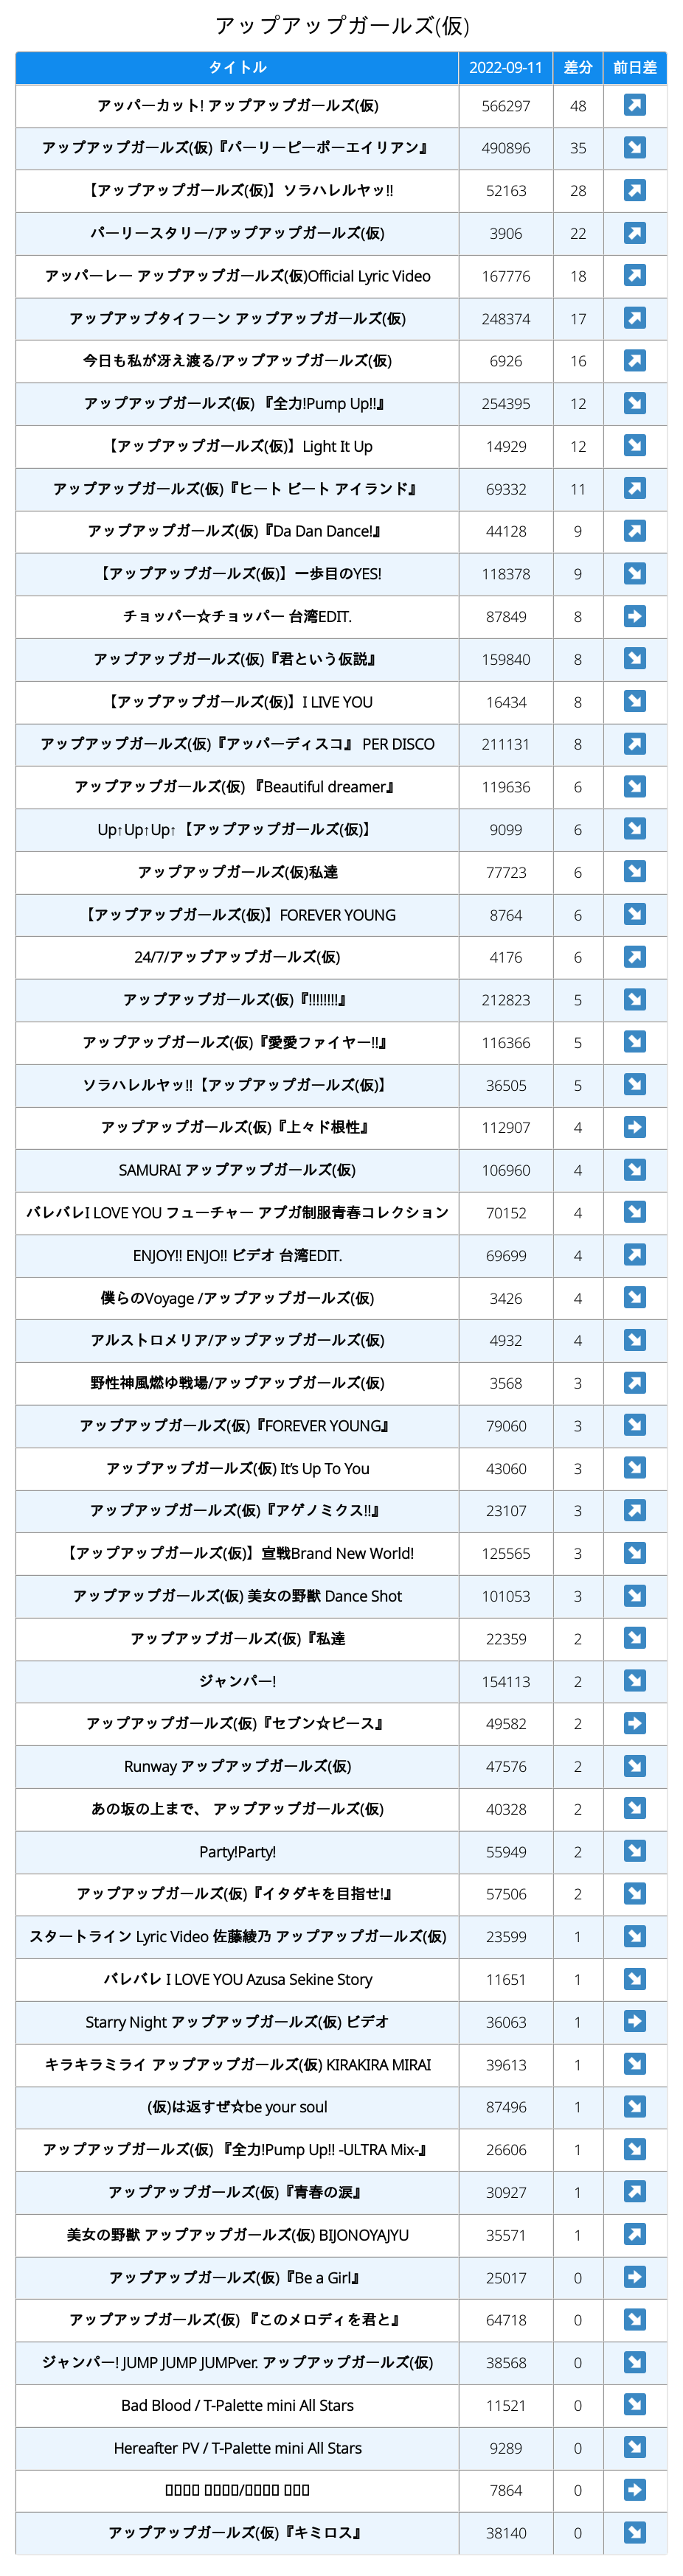 アップアップガールズ(仮)
タイトル 2022-09-11 差分 前日差
アッパーカット! アップアップガールズ(仮) 566297 48
アップアップガールズ(仮)『パーリーピーポーエイリアン』 490896 35
【アップアップガールズ(仮)】ソラハレルヤッ!! 52163 28
パーリースタリー/アップアップガールズ(仮) 3906 22
アッパーレー アップアップガールズ(仮)Official Lyric Video 167776 18
アップアップタイフーン アップアップガールズ(仮) 248374 17
今日も私が冴え渡る/アップアップガールズ(仮) 6926 16
アップアップガールズ(仮) 『全力!Pump Up!!』 254395 12
【アップアップガールズ(仮)】Light It Up 14929 12
アップアップガールズ(仮)『ヒート ビート アイランド』 69332 11
アップアップガールズ(仮)『Da Dan Dance!』 44128 9
【アップアップガールズ(仮)】一歩目のYES! 118378 9
チョッパー☆チョッパー 台湾EDIT. 87849 8
アップアップガールズ(仮)『君という仮説』 159840 8
【アップアップガールズ(仮)】I LIVE YOU 16434 8
アップアップガールズ(仮)『アッパーディスコ』 PER DISCO 211131 8
アップアップガールズ(仮) 『Beautiful dreamer』 119636 6
Up↑Up↑Up↑【アップアップガールズ(仮)】 9099 6
アップアップガールズ(仮)私達 77723 6
【アップアップガールズ(仮)】FOREVER YOUNG 8764 6
24/7/アップアップガールズ(仮) 4176 6
アップアップガールズ(仮)『!!!!!!!!』 212823 5
アップアップガールズ(仮)『愛愛ファイヤー!!』 116366 5
ソラハレルヤッ!!【アップアップガールズ(仮)】 36505 5
アップアップガールズ(仮)『上々ド根性』 112907 4
SAMURAI アップアップガールズ(仮) 106960 4
バレバレI LOVE YOU フューチャー アプガ制服青春コレクション 70152 4
ENJOY!! ENJO!! ビデオ 台湾EDIT. 69699 4
僕らのVoyage /アップアップガールズ(仮) 3426 4
アルストロメリア/アップアップガールズ(仮) 4932 4
野性神風燃ゆ戦場/アップアップガールズ(仮) 3568 3
アップアップガールズ(仮)『FOREVER YOUNG』 79060 3
アップアップガールズ(仮) It’s Up To You 43060 3
アップアップガールズ(仮)『アゲノミクス!!』 23107 3
【アップアップガールズ(仮)】宣戦Brand New World! 125565 3
アップアップガールズ(仮) 美女の野獣 Dance Shot 101053 3
アップアップガールズ(仮)『私達 22359 2
ジャンパー! 154113 2
アップアップガールズ(仮)『セブン☆ピース』 49582 2
Runway アップアップガールズ(仮) 47576 2
あの坂の上まで、 アップアップガールズ(仮) 40328 2
Party!Party! 55949 2
アップアップガールズ(仮)『イタダキを目指せ!』 57506 2
スタートライン Lyric Video 佐藤綾乃 アップアップガールズ(仮) 23599 1
バレバレ I LOVE YOU Azusa Sekine Story 11651 1
Starry Night アップアップガールズ(仮) ビデオ 36063 1
キラキラミライ アップアップガールズ(仮) KIRAKIRA MIRAI 39613 1
(仮)は返すぜ☆be your soul 87496 1
アップアップガールズ(仮) 『全力!Pump Up!! -ULTRA Mix-』 26606 1
アップアップガールズ(仮)『青春の涙』 30927 1
美女の野獣 アップアップガールズ(仮) BIJONOYAJYU 35571 1
アップアップガールズ(仮)『Be a Girl』 25017 0
アップアップガールズ(仮) 『このメロディを君と』 64718 0
ジャンパー! JUMP JUMP JUMPver. アップアップガールズ(仮) 38568 0
Bad Blood / T-Palette mini All Stars 11521 0
Hereafter PV / T-Palette mini All Stars 9289 0
7864 0
アップアップガールズ(仮)『キミロス』 38140 0